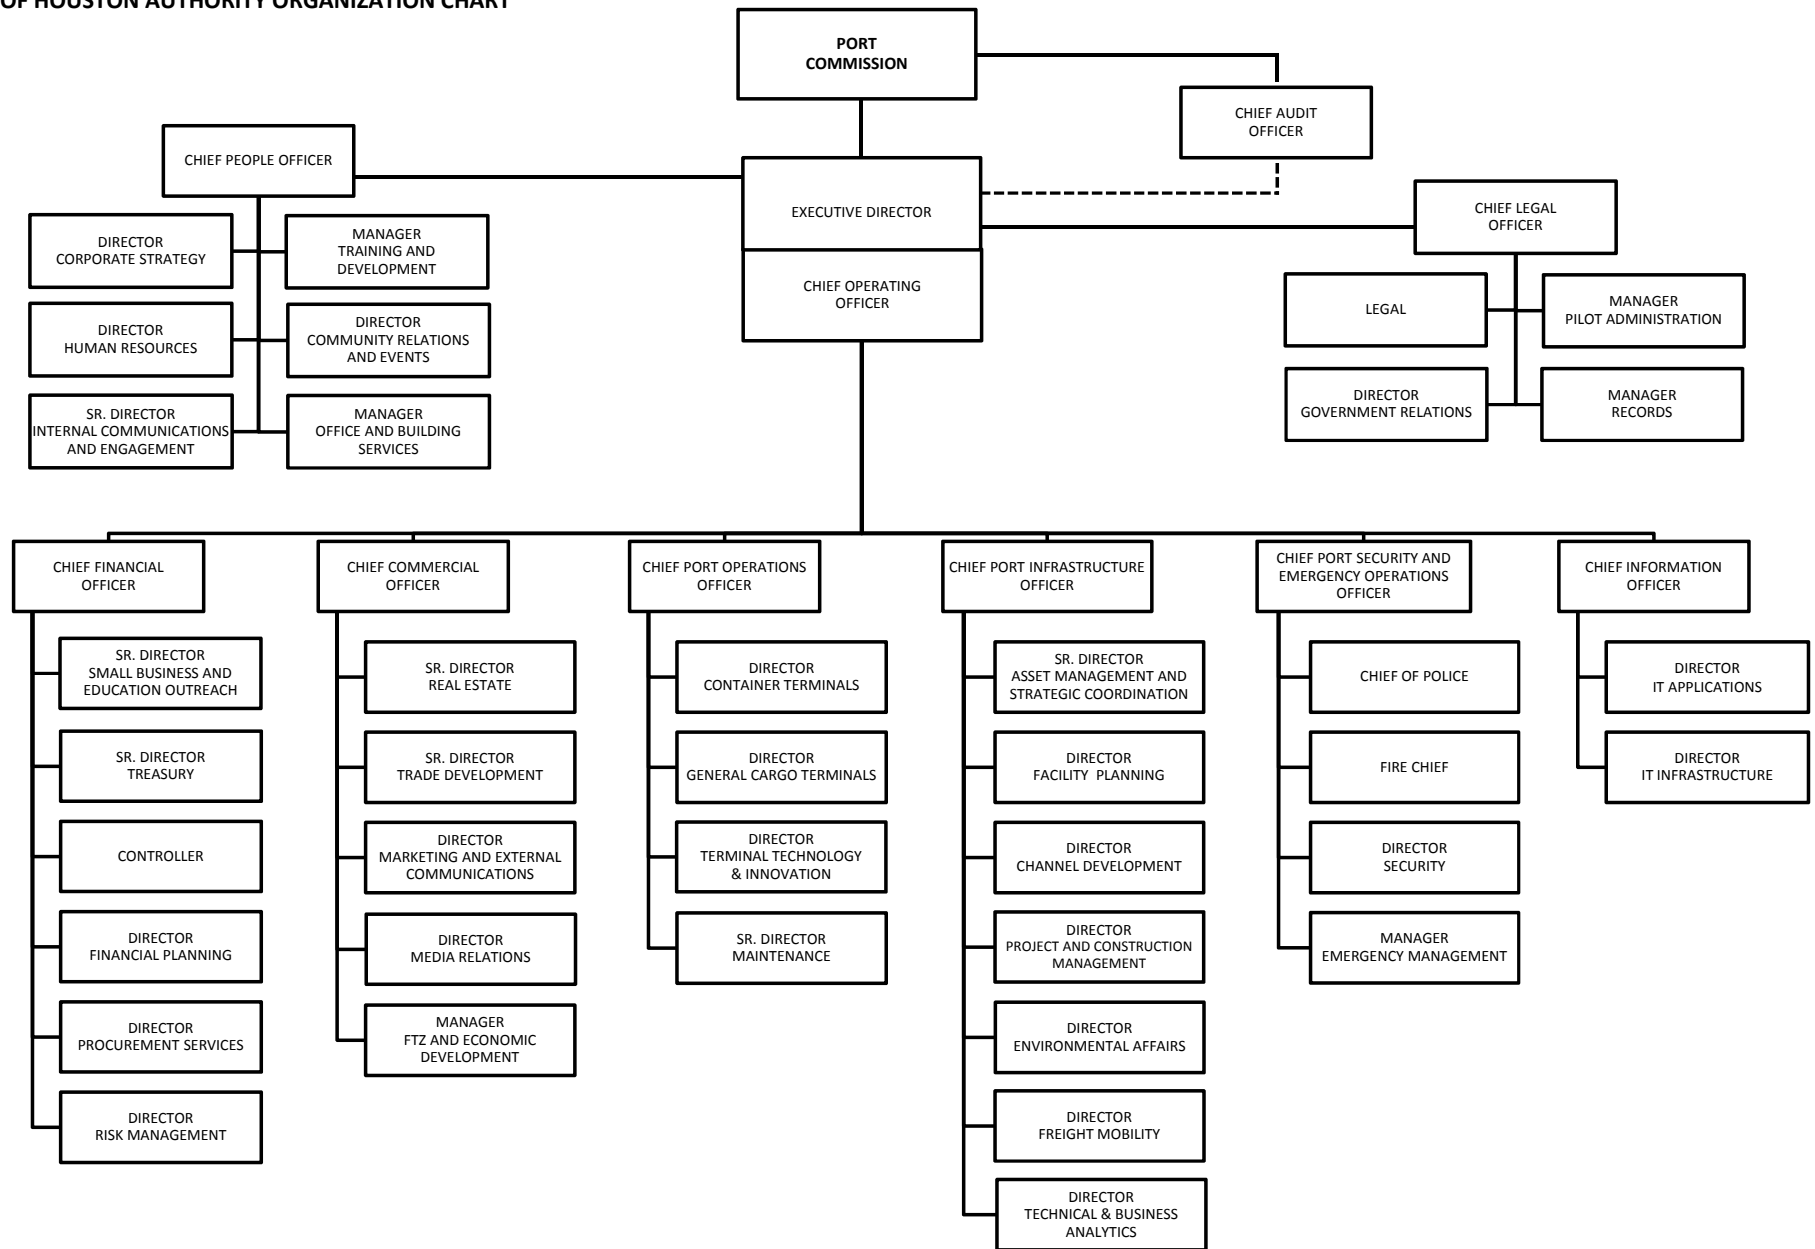 OF HOUSTON AUTHORITY ORGANIZATION CHART
PORT
COMMISSION
CHIEF AUDIT
OFFICER
CHIEF PEOPLE OFFICER
EXECUTIVE DIRECTOR
CHIEF LEGAL
OFFICER
DIRECTOR
CORPORATE STRATEGY
MANAGER
TRAINING AND
DEVELOPMENT
CHIEF OPERATING
OFFICER
LEGAL
MANAGER
PILOT ADMINISTRATION
DIRECTOR
HUMAN RESOURCES
DIRECTOR
COMMUNITY RELATIONS
AND EVENTS
DIRECTOR
GOVERNMENT RELATIONS
MANAGER
RECORDS
SR. DIRECTOR
INTERNAL COMMUNICATIONS
AND ENGAGEMENT
MANAGER
OFFICE AND BUILDING
SERVICES
CHIEF FINANCIAL
OFFICER
SR. DIRECTOR
SMALL BUSINESS AND
EDUCATION OUTREACH
SR. DIRECTOR
TREASURY
CONTROLLER
DIRECTOR
FINANCIAL PLANNING
DIRECTOR
PROCUREMENT SERVICES
DIRECTOR
RISK MANAGEMENT
CHIEF COMMERCIAL
OFFICER
SR. DIRECTOR
REAL ESTATE
SR. DIRECTOR
TRADE DEVELOPMENT
DIRECTOR
MARKETING AND EXTERNAL
COMMUNICATIONS
DIRECTOR
MEDIA RELATIONS
MANAGER
FTZ AND ECONOMIC
DEVELOPMENT
CHIEF PORT OPERATIONS
OFFICER
DIRECTOR
CONTAINER TERMINALS
DIRECTOR
GENERAL CARGO TERMINALS
DIRECTOR
TERMINAL TECHNOLOGY
& INNOVATION
SR. DIRECTOR
MAINTENANCE
CHIEF PORT INFRASTRUCTURE
OFFICER
SR. DIRECTOR
ASSET MANAGEMENT AND
STRATEGIC COORDINATION
DIRECTOR
FACILITY PLANNING
DIRECTOR
CHANNEL DEVELOPMENT
DIRECTOR
PROJECT AND CONSTRUCTION
MANAGEMENT
DIRECTOR
ENVIRONMENTAL AFFAIRS
DIRECTOR
FREIGHT MOBILITY
DIRECTOR
TECHNICAL & BUSINESS
ANALYTICS
CHIEF PORT SECURITY AND
EMERGENCY OPERATIONS
OFFICER
CHIEF OF POLICE
FIRE CHIEF
DIRECTOR
SECURITY
MANAGER
EMERGENCY MANAGEMENT
CHIEF INFORMATION
OFFICER
DIRECTOR
IT APPLICATIONS
DIRECTOR
IT INFRASTRUCTURE